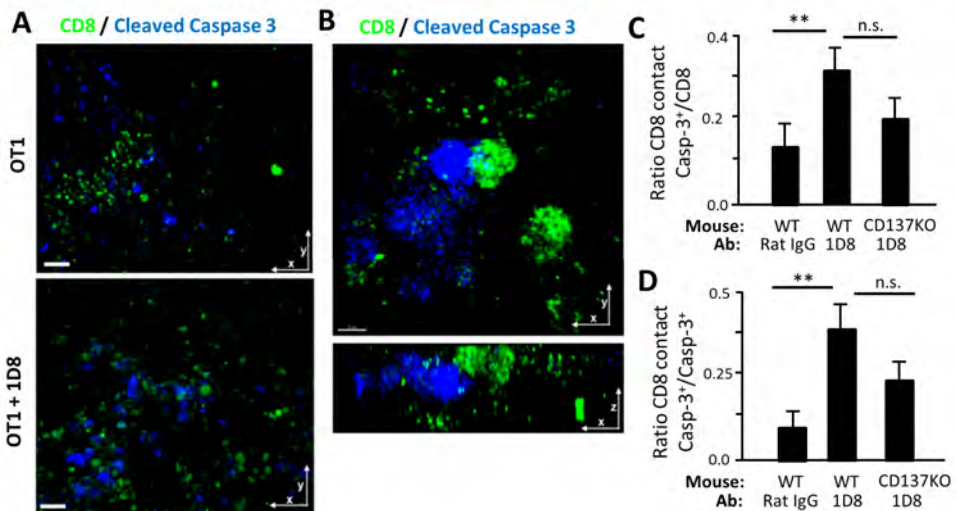 A
CD8 / Cleaved Caspase 3
OT1
y
x
OT1 + 1D8
y
x
B
CD8 / Cleaved Caspase 3
y
x
z
x
C
**
n.s.
0.4
0.2
0.0
Ratio CD8 contact
Casp-3⁺/CD8
Mouse: WT WT CD137KO
Ab: Rat IgG 1D8 1D8
D
**
n.s.
0.5
0.25
0.0
Ratio CD8 contact
Casp-3⁺/Casp-3⁺
Mouse: WT WT CD137KO
Ab: Rat IgG 1D8 1D8